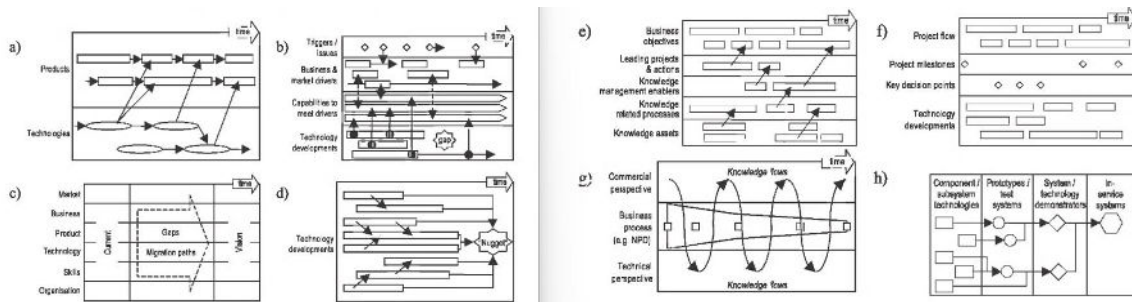 a)
time
Products
Technologies
b)
time
Triggers /
issues
Business &
market drivers
Capabilities to
meet drivers
Technology
developments
gap
c)
time
Market
Business
Product
Technology
Skills
Organisation
Current
Gaps
Migration paths
Vision
d)
time
Technology
developments
Nugget
e)
time
Business
objectives
Leading projects
& actions
Knowledge
management enablers
Knowledge
related processes
Knowledge assets
f)
time
Project flow
Project milestones
Key decision points
Technology
developments
g)
time
Commercial
perspective
Knowledge flows
Business
process
(e.g. NPD)
Technical
perspective
Knowledge flows
h)
Component /
subsystem
technologies
Prototypes /
test
systems
System /
technology
demonstrators
In-
service
systems